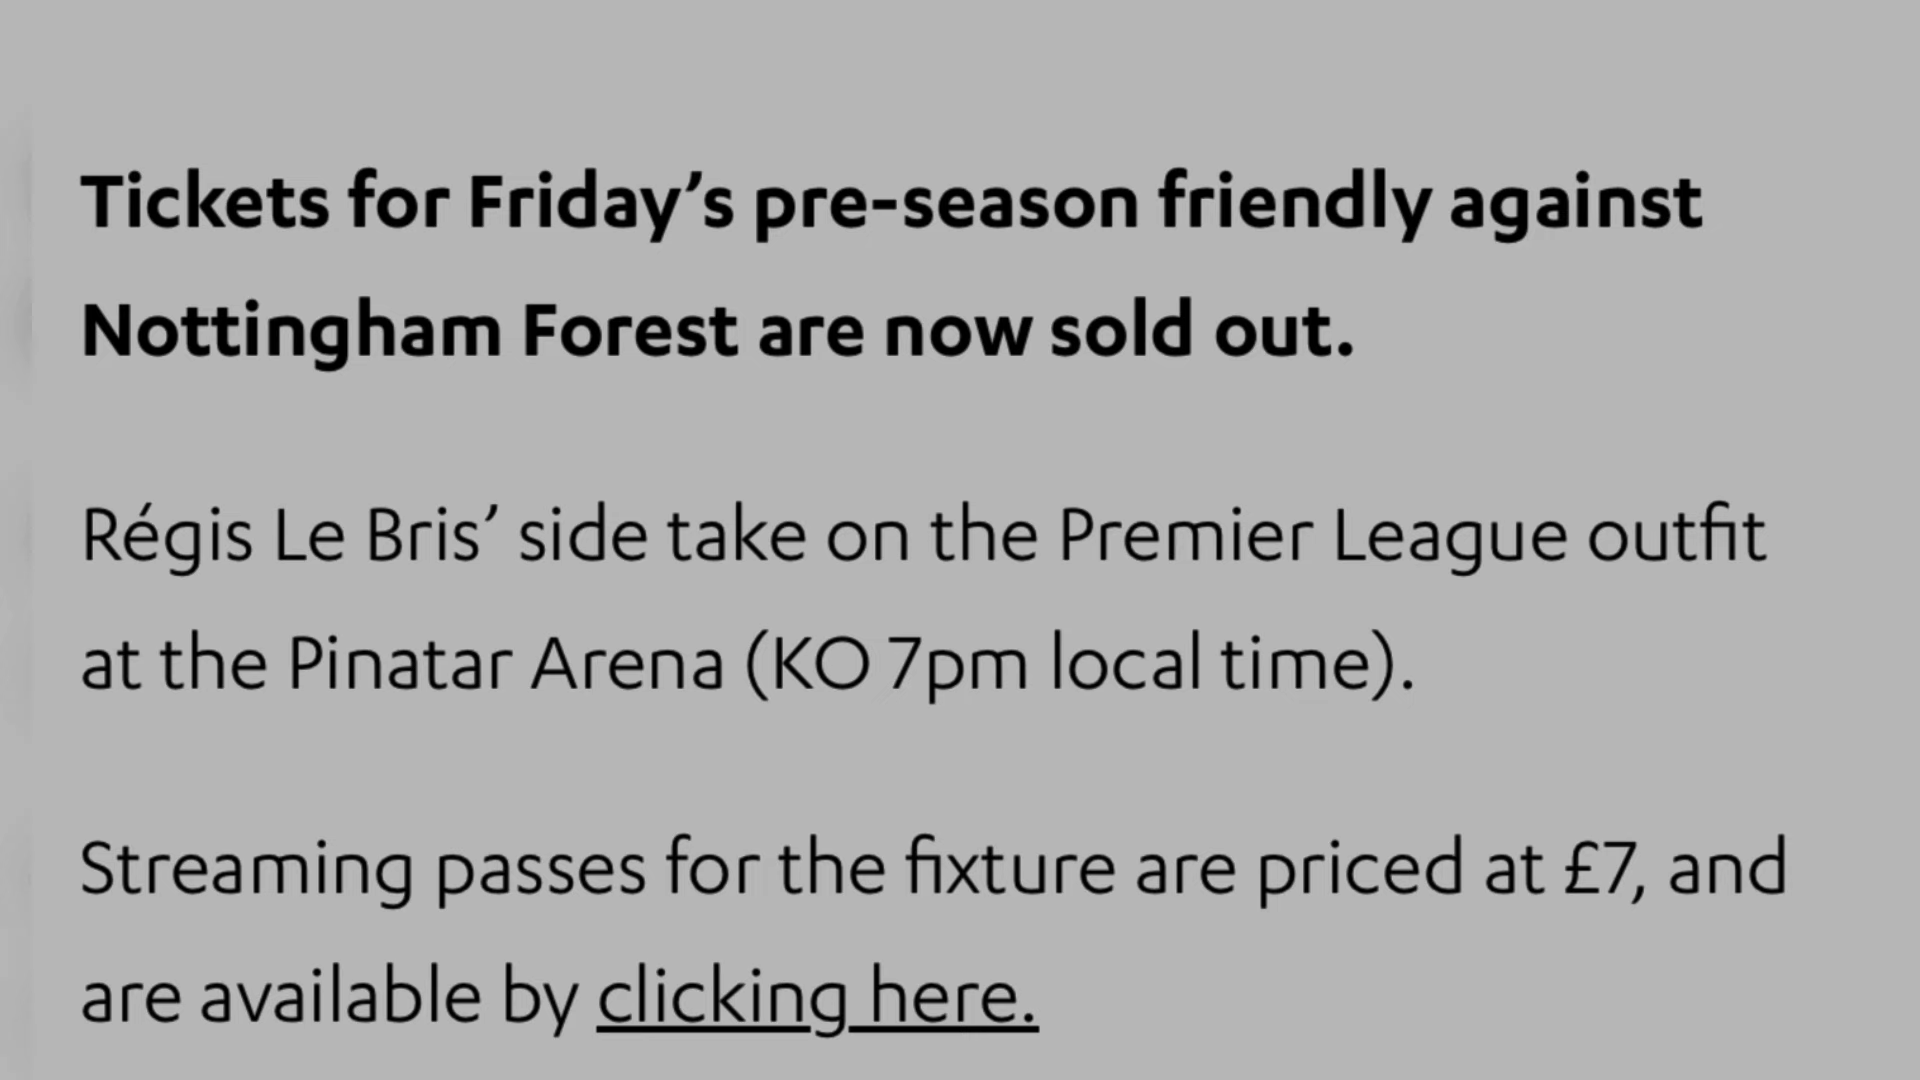 Tickets for Friday’s pre-season friendly against
Nottingham Forest are now sold out.
Régis Le Bris’ side take on the Premier League outfit
at the Pinatar Arena (KO 7pm local time).
Streaming passes for the fixture are priced at £7, and
are available by clicking here.